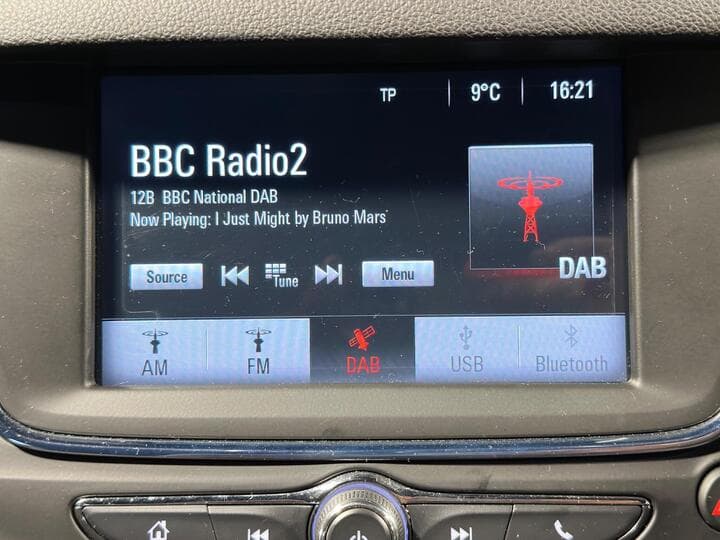 TP 9°C 16:21
BBC Radio2
12B BBC National DAB
Now Playing: I Just Might by Bruno Mars
DAB
Source Tune Menu
AM FM DAB USB Bluetooth